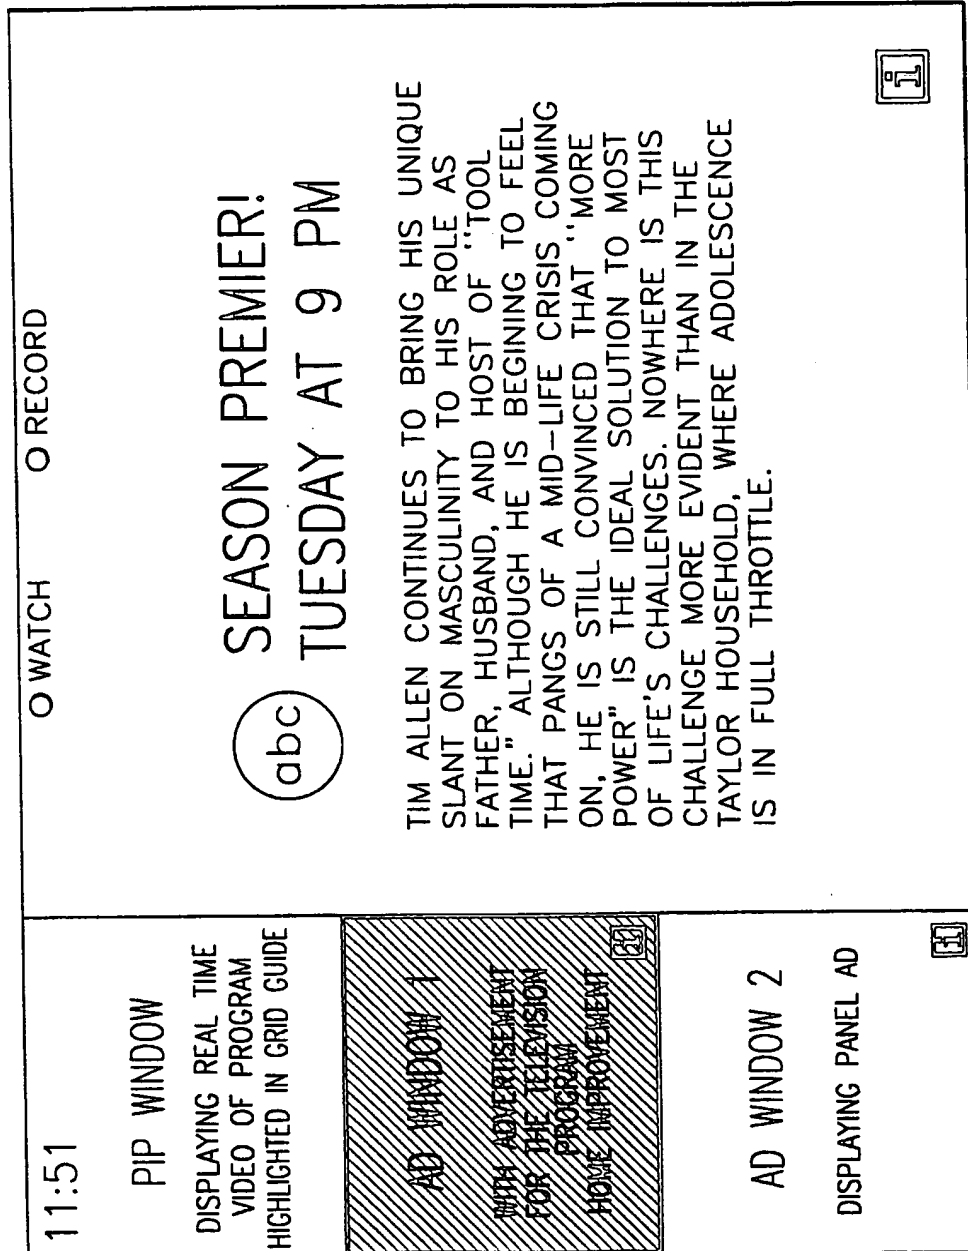 11:51
PIP WINDOW
DISPLAYING REAL TIME
VIDEO OF PROGRAM
HIGHLIGHTED IN GRID GUIDE
AD WINDOW 1
WITH ADVERTISEMENT
FOR THE TELEVISION
PROGRAM
HOME IMPROVEMENT
i
AD WINDOW 2
DISPLAYING PANEL AD
i
O WATCH O RECORD
abc
SEASON PREMIER!
TUESDAY AT 9 PM
TIM ALLEN CONTINUES TO BRING HIS UNIQUE
SLANT ON MASCULINITY TO HIS ROLE AS
FATHER, HUSBAND, AND HOST OF "TOOL
TIME." ALTHOUGH HE IS BEGINING TO FEEL
THAT PANGS OF A MID-LIFE CRISIS COMING
ON, HE IS STILL CONVINCED THAT "MORE
POWER" IS THE IDEAL SOLUTION TO MOST
OF LIFE'S CHALLENGES. NOWHERE IS THIS
CHALLENGE MORE EVIDENT THAN IN THE
TAYLOR HOUSEHOLD, WHERE ADOLESCENCE
IS IN FULL THROTTLE.
i